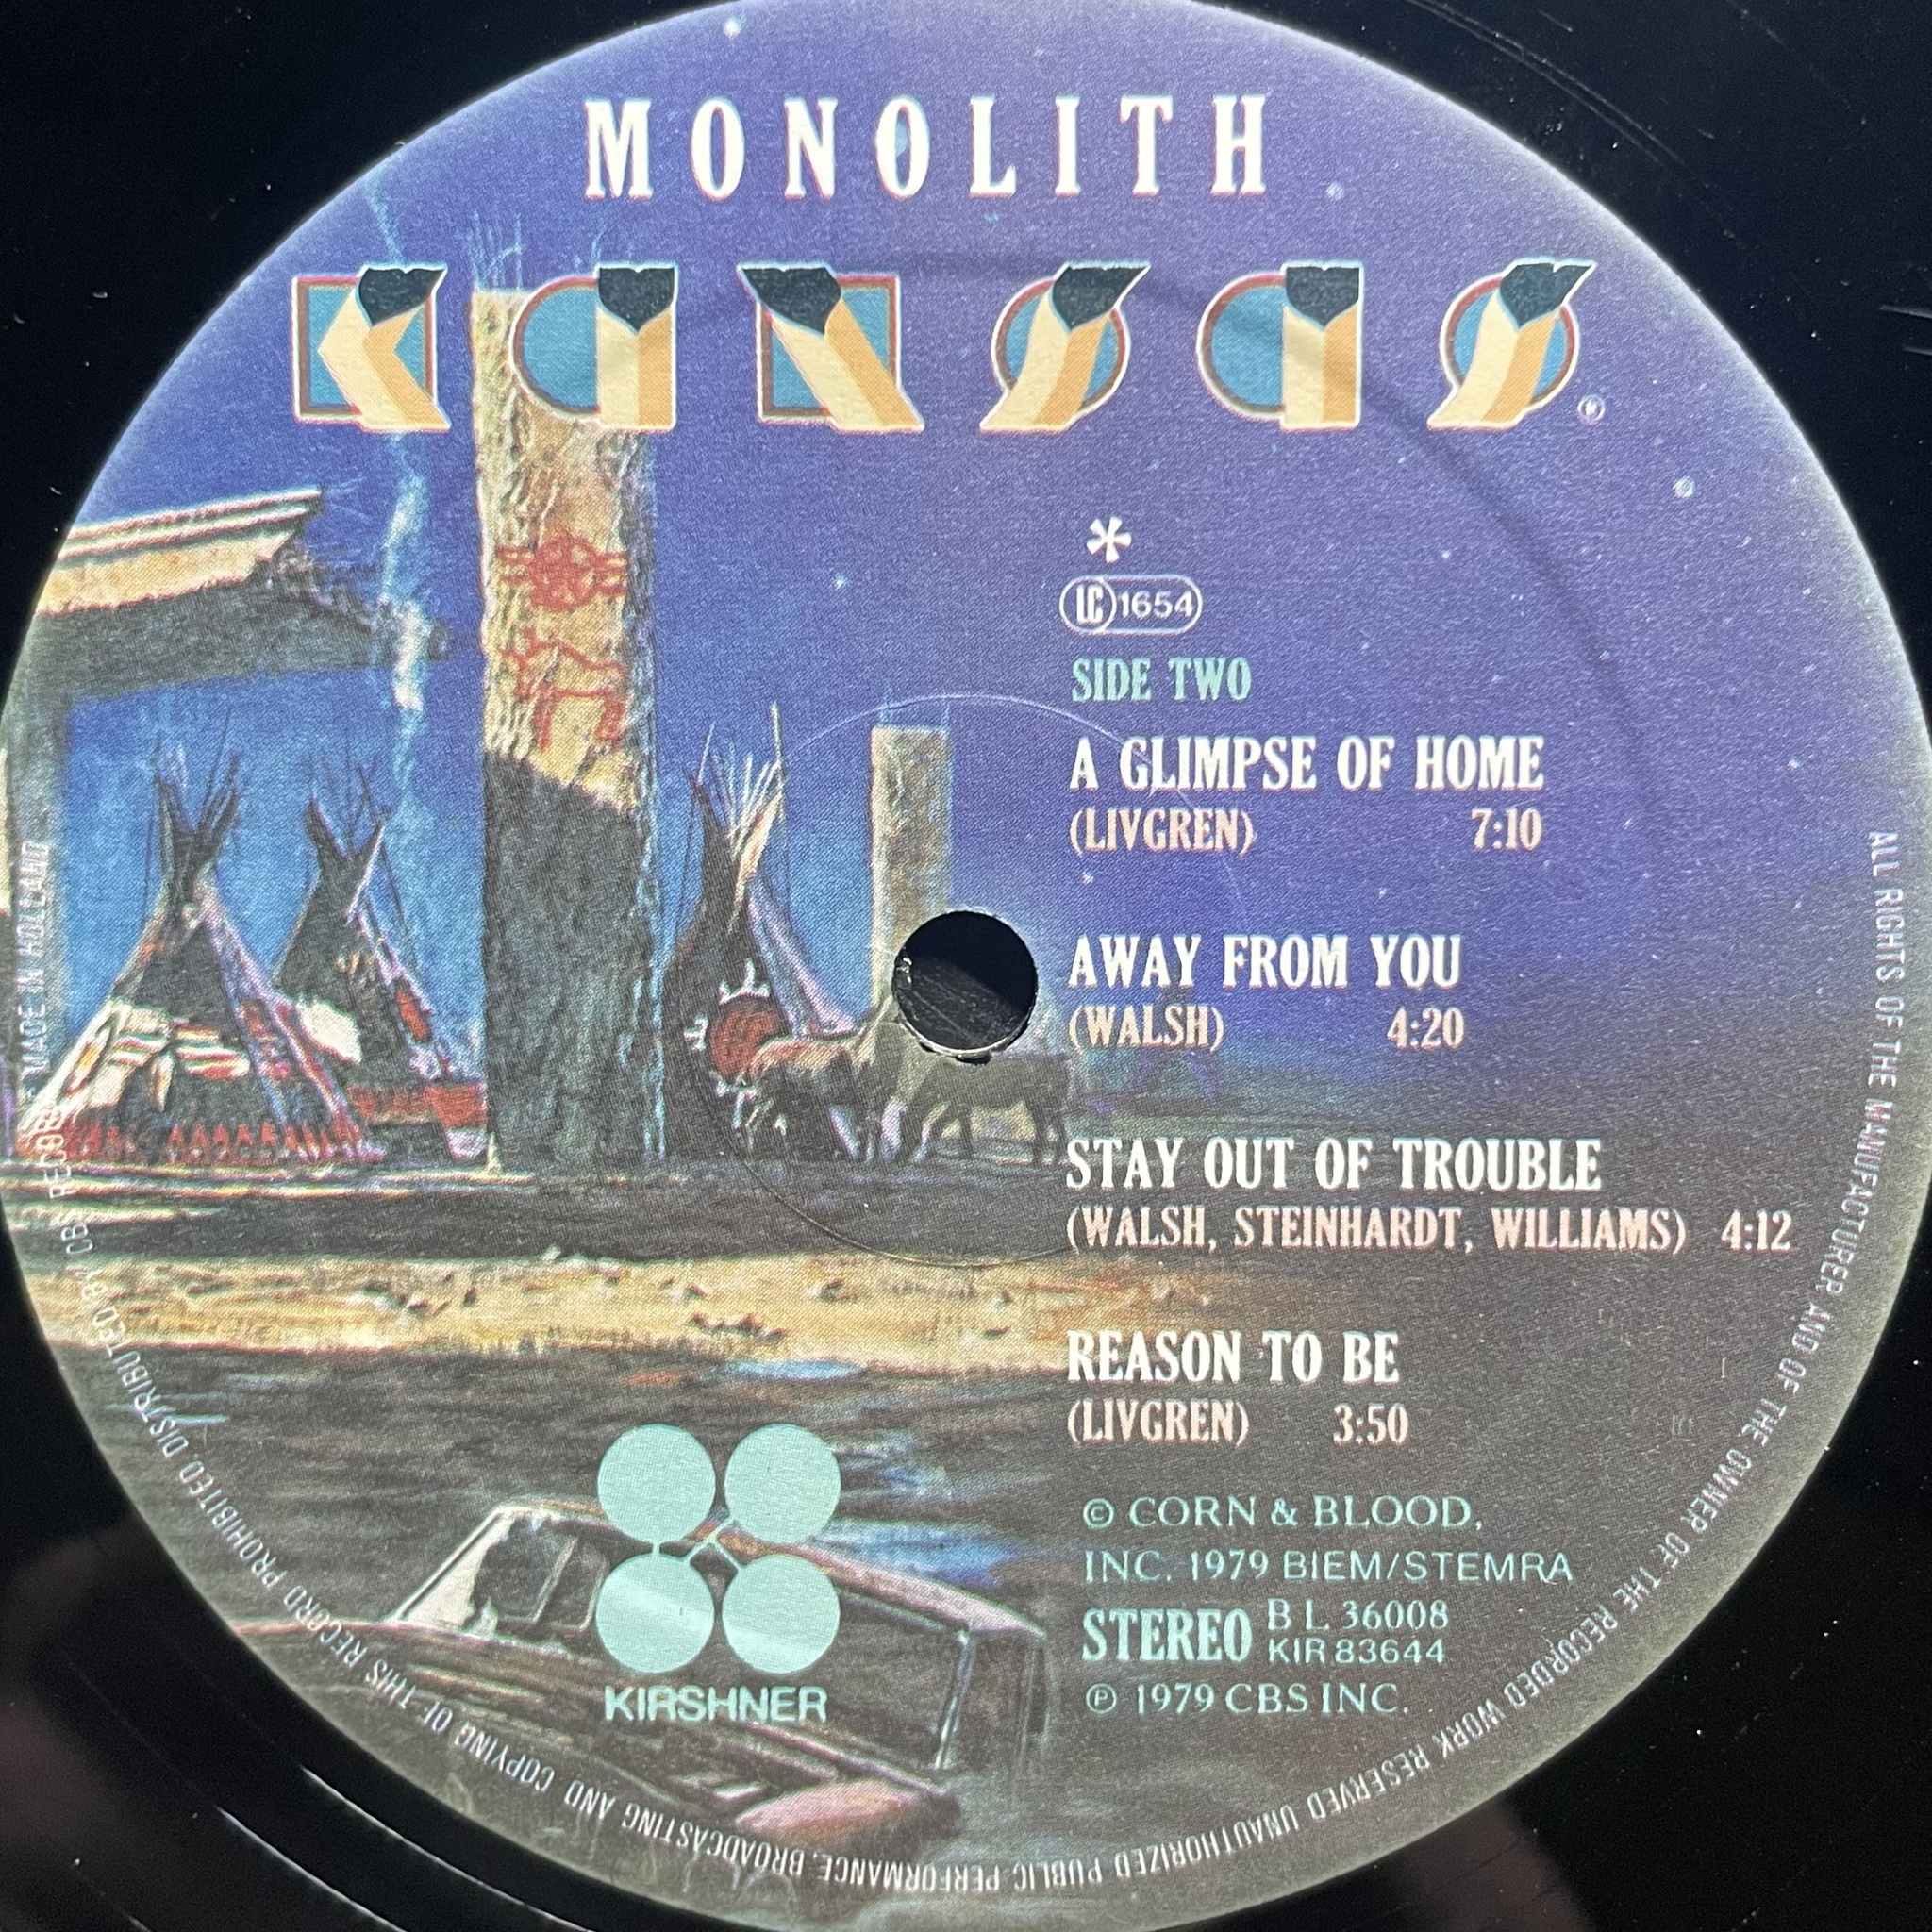 MONOLITH
KANSAS®
*
LC 1654
SIDE TWO
A GLIMPSE OF HOME
(LIVGREN) 7:10
AWAY FROM YOU
(WALSH) 4:20
STAY OUT OF TROUBLE
(WALSH, STEINHARDT, WILLIAMS) 4:12
REASON TO BE
(LIVGREN) 3:50
© CORN & BLOOD,
INC. 1979 BIEM/STEMRA
STEREO B L 36008
KIR 83644
℗ 1979 CBS INC.
KIRSHNER
ALL RIGHTS OF THE MANUFACTURER AND OF THE OWNER OF THE RECORDED WORK RESERVED UNAUTHORIZED PUBLIC PERFORMANCE, BROADCASTING AND COPYING OF THIS RECORD PROHIBITED DISTRIBUTED BY CBS RECORDS MADE IN HOLLAND